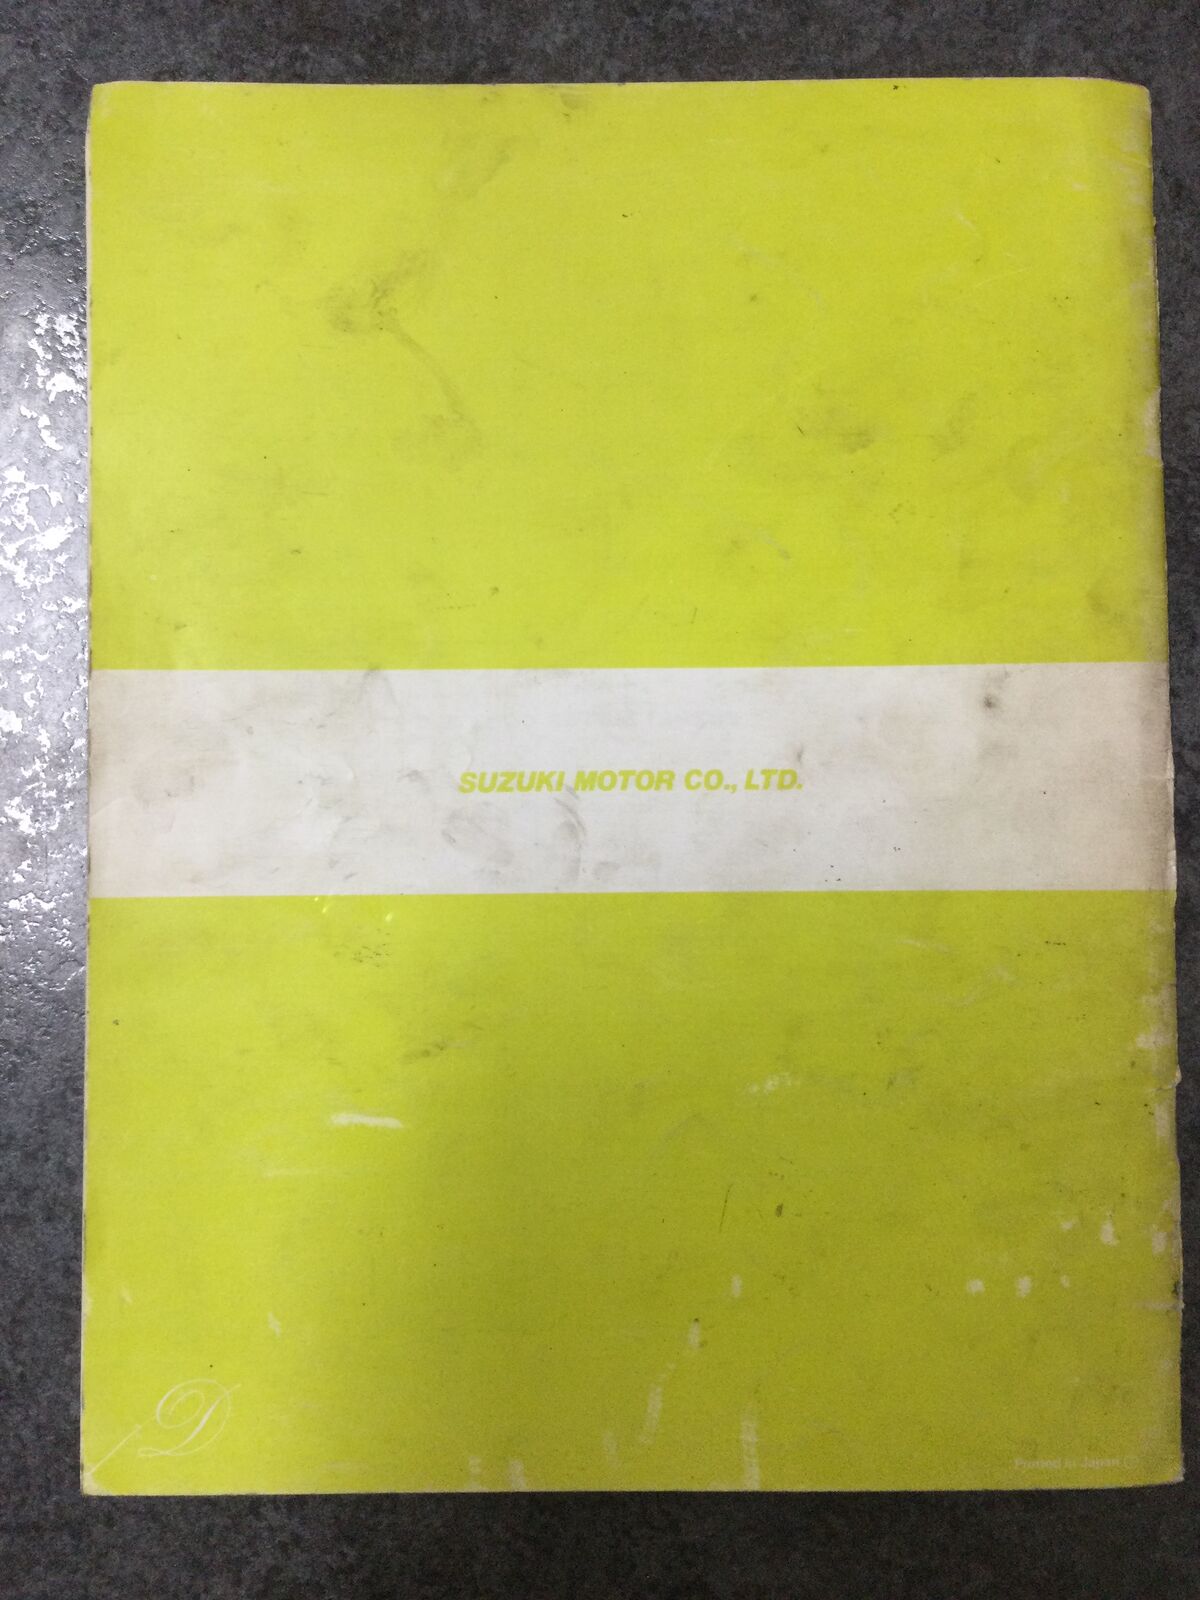 SUZUKI MOTOR CO., LTD.
D
Printed in Japan